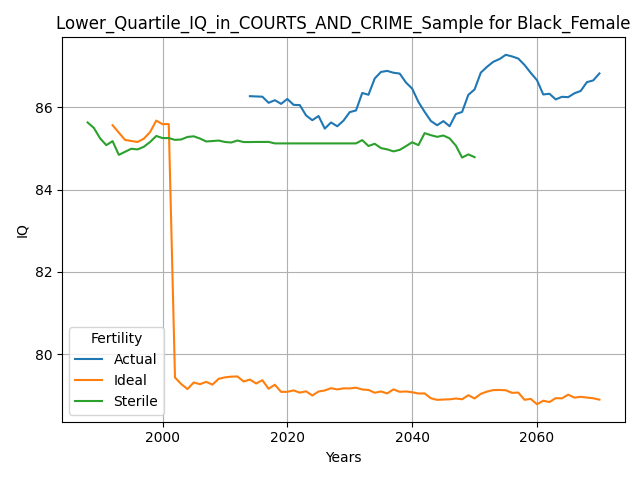 Lower_Quartile_IQ_in_COURTS_AND_CRIME_Sample for Black_Female
86
84
82
80
IQ
Fertility
Actual
Ideal
Sterile
2000
2020
2040
2060
Years